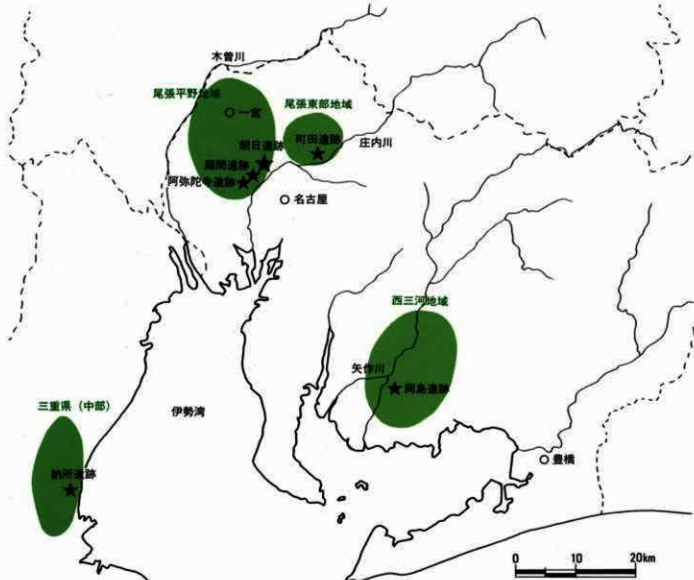 木曽川
尾張平野地域
一宮
尾張東部地域
朝日遺跡
町田遺跡
庄内川
阿弥陀寺遺跡
名古屋
西三河地域
矢作川
岡島遺跡
三重県（中部）
伊勢湾
納所遺跡
豊橋
0 10 20km